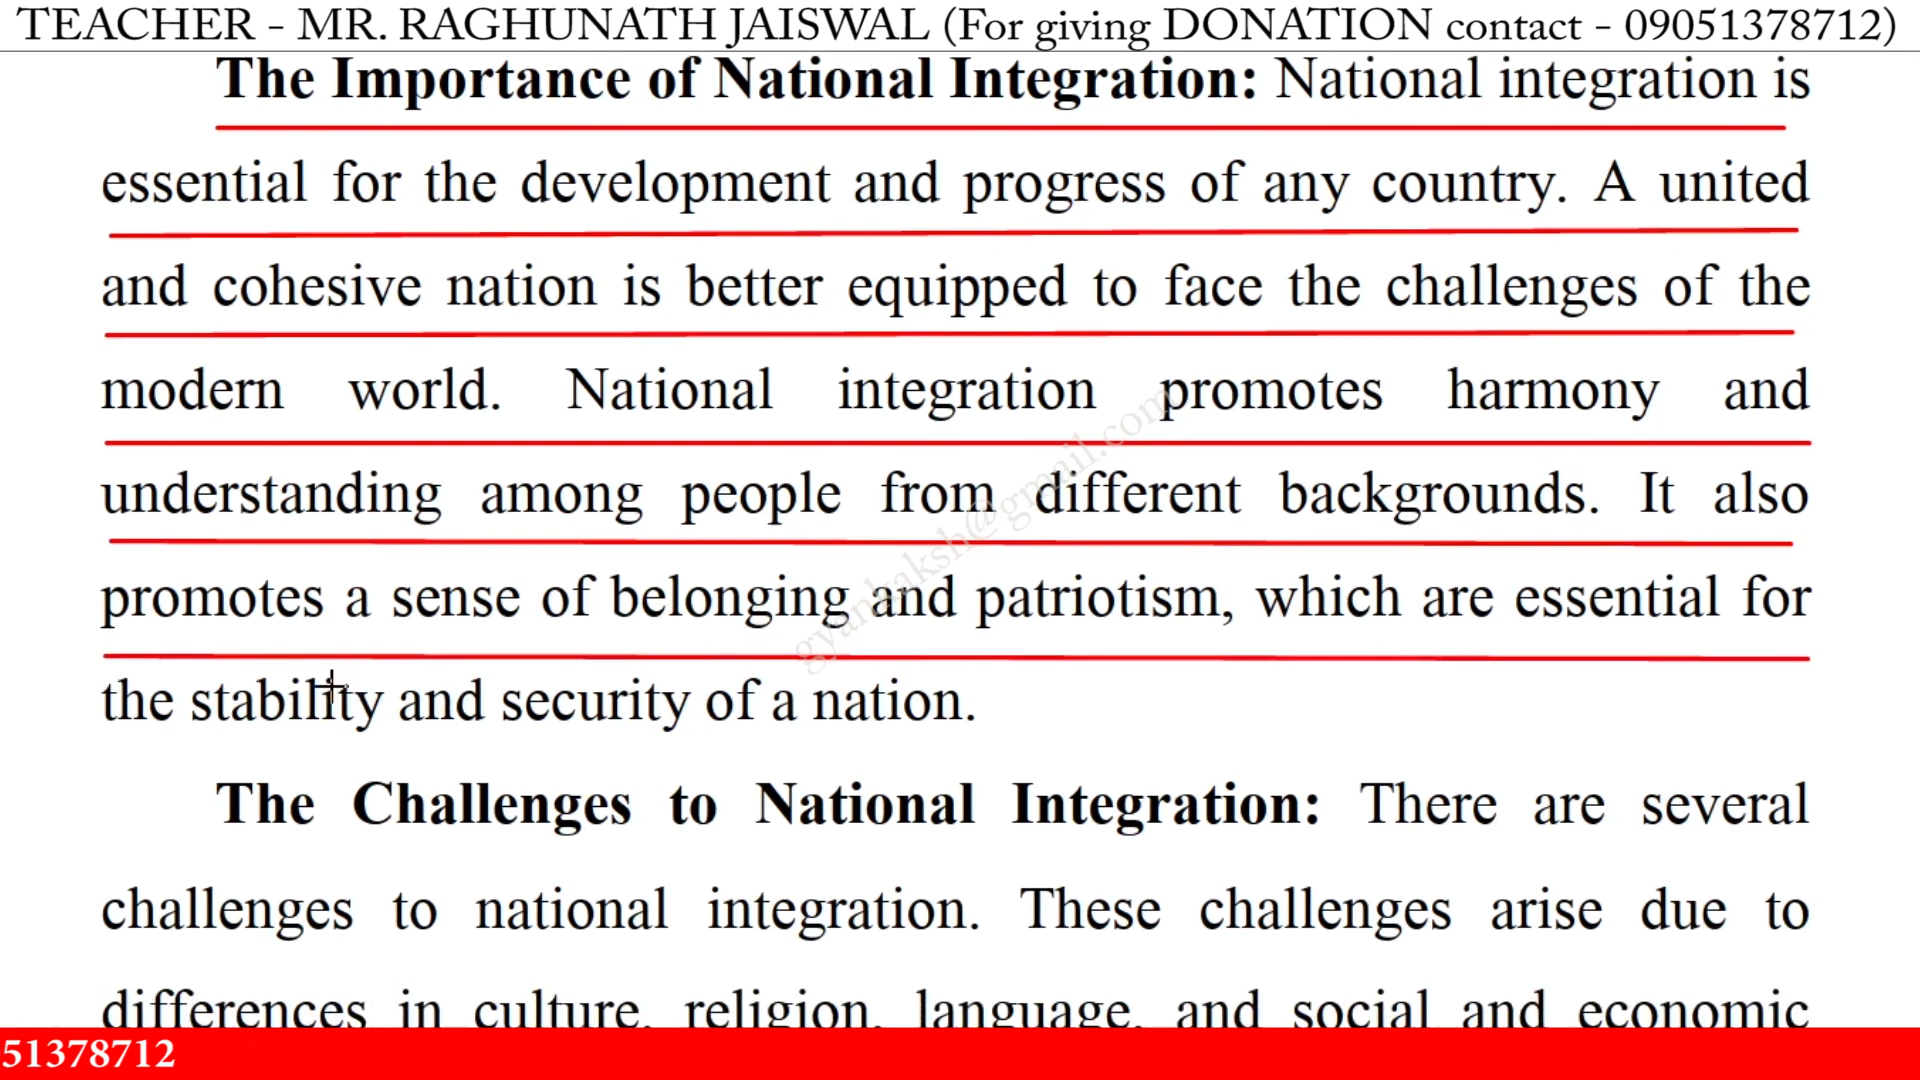 TEACHER - MR. RAGHUNATH JAISWAL (For giving DONATION contact - 09051378712)
The Importance of National Integration: National integration is
essential for the development and progress of any country. A united
and cohesive nation is better equipped to face the challenges of the
modern world. National integration promotes harmony and
understanding among people from different backgrounds. It also
promotes a sense of belonging and patriotism, which are essential for
the stability and security of a nation.
The Challenges to National Integration: There are several
challenges to national integration. These challenges arise due to
differences in culture, religion, language, and social and economic
51378712
gyankaksh@gmail.com